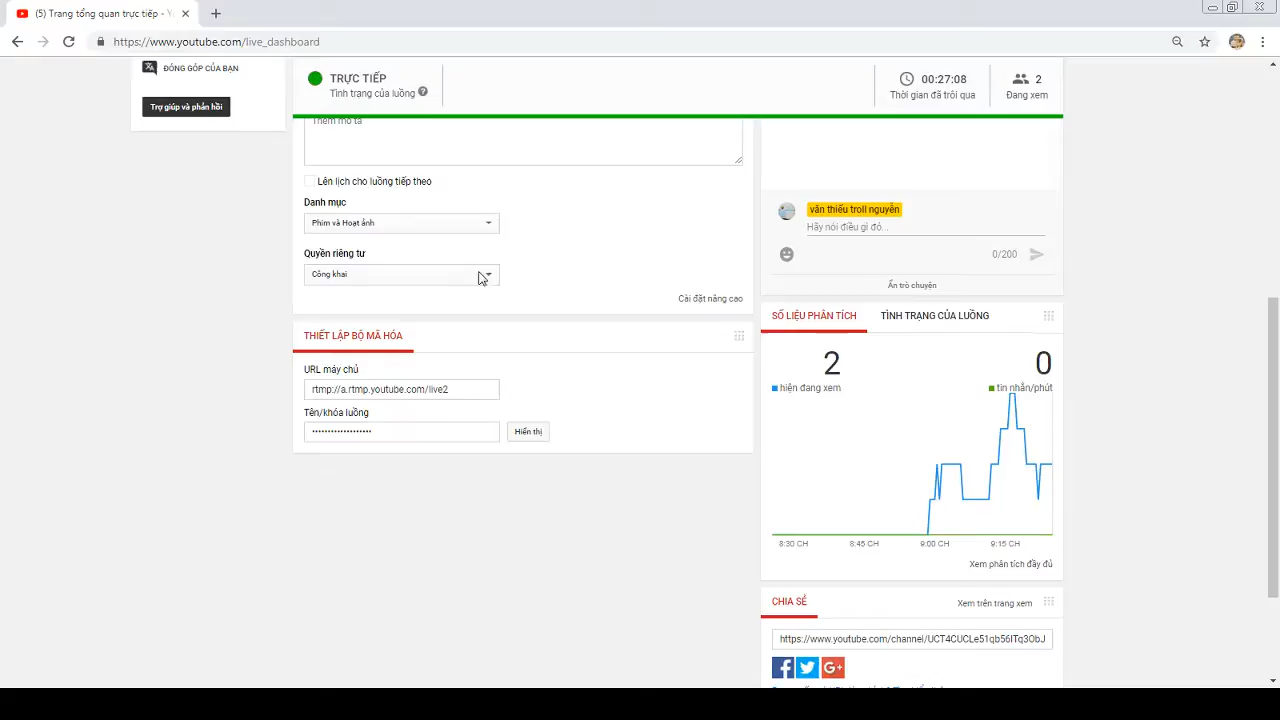 (5) Trang tổng quan trực tiếp - Y
https://www.youtube.com/live_dashboard
ĐÓNG GÓP CỦA BẠN
Trợ giúp và phản hồi
TRỰC TIẾP
Tình trạng của luồng
00:27:08
Thời gian đã trôi qua
2
Đang xem
Thêm mô tả
Lên lịch cho luồng tiếp theo
Danh mục
Phim và Hoạt ảnh
Quyền riêng tư
Công khai
Cài đặt nâng cao
THIẾT LẬP BỘ MÃ HÓA
URL máy chủ
rtmp://a.rtmp.youtube.com/live2
Tên/khóa luồng
•••••••••••••••••••
Hiển thị
văn thiếu troll nguyễn
Hãy nói điều gì đó...
0/200
Ẩn trò chuyện
SỐ LIỆU PHÂN TÍCH
TÌNH TRẠNG CỦA LUỒNG
2
hiện đang xem
0
tin nhắn/phút
8:30 CH 8:45 CH 9:00 CH 9:15 CH
Xem phân tích đầy đủ
CHIA SẺ
Xem trên trang xem
https://www.youtube.com/channel/UCT4CUCLe51qb56lTq3ObJ